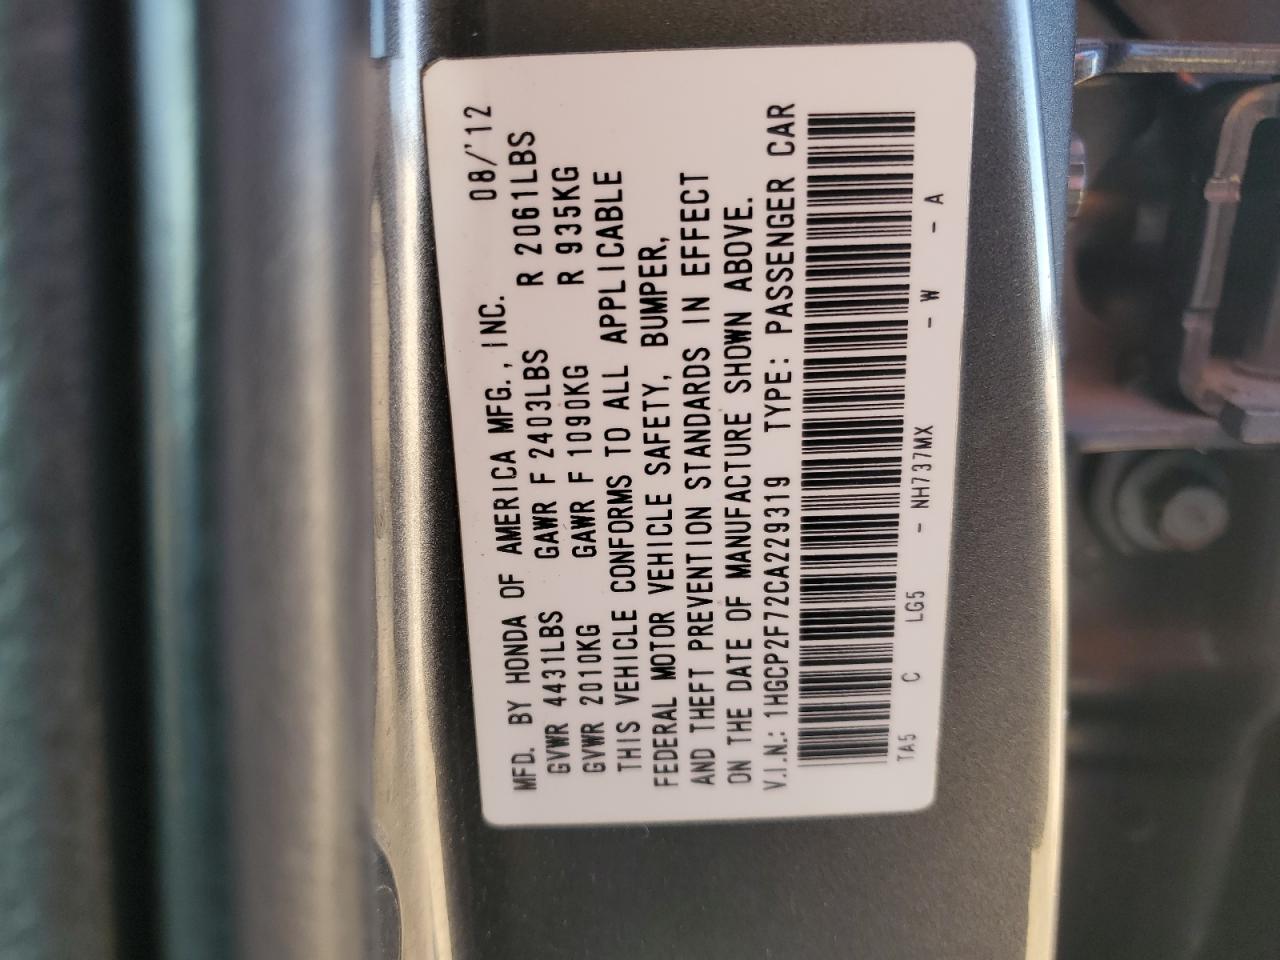 MFD. BY HONDA OF AMERICA MFG., INC. 08/'12
GVWR 4431LBS GAWR F 2403LBS R 2061LBS
GVWR 2010KG GAWR F 1090KG R 935KG
THIS VEHICLE CONFORMS TO ALL APPLICABLE
FEDERAL MOTOR VEHICLE SAFETY, BUMPER,
AND THEFT PREVENTION STANDARDS IN EFFECT
ON THE DATE OF MANUFACTURE SHOWN ABOVE.
V.I.N.: 1HGCP2F72CA229319 TYPE: PASSENGER CAR
TA5 C LG5 - NH737MX - W - A